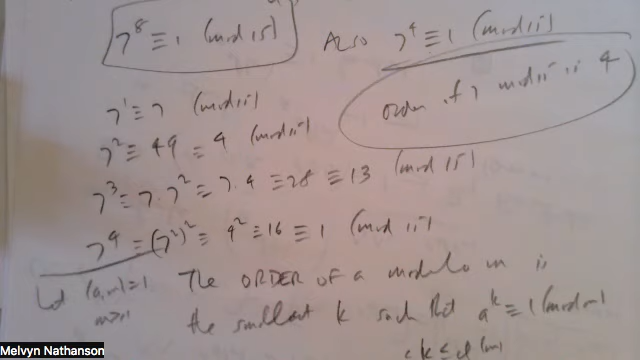 7^8 ≡ 1 (mod 15) Also 7^4 ≡ 1 (mod 15)
order of 7 mod 15 is 4
7^1 ≡ 7 (mod 15)
7^2 ≡ 49 ≡ 4 (mod 15)
7^3 ≡ 7·7^2 ≡ 7·4 ≡ 28 ≡ 13 (mod 15)
7^4 ≡ (7^2)^2 ≡ 4^2 ≡ 16 ≡ 1 (mod 15)
Let (a,m)=1 The ORDER OF a modulo m is
m>1 the smallest k such that a^k ≡ 1 (mod m)
k ≤ φ(m)
Melvyn Nathanson